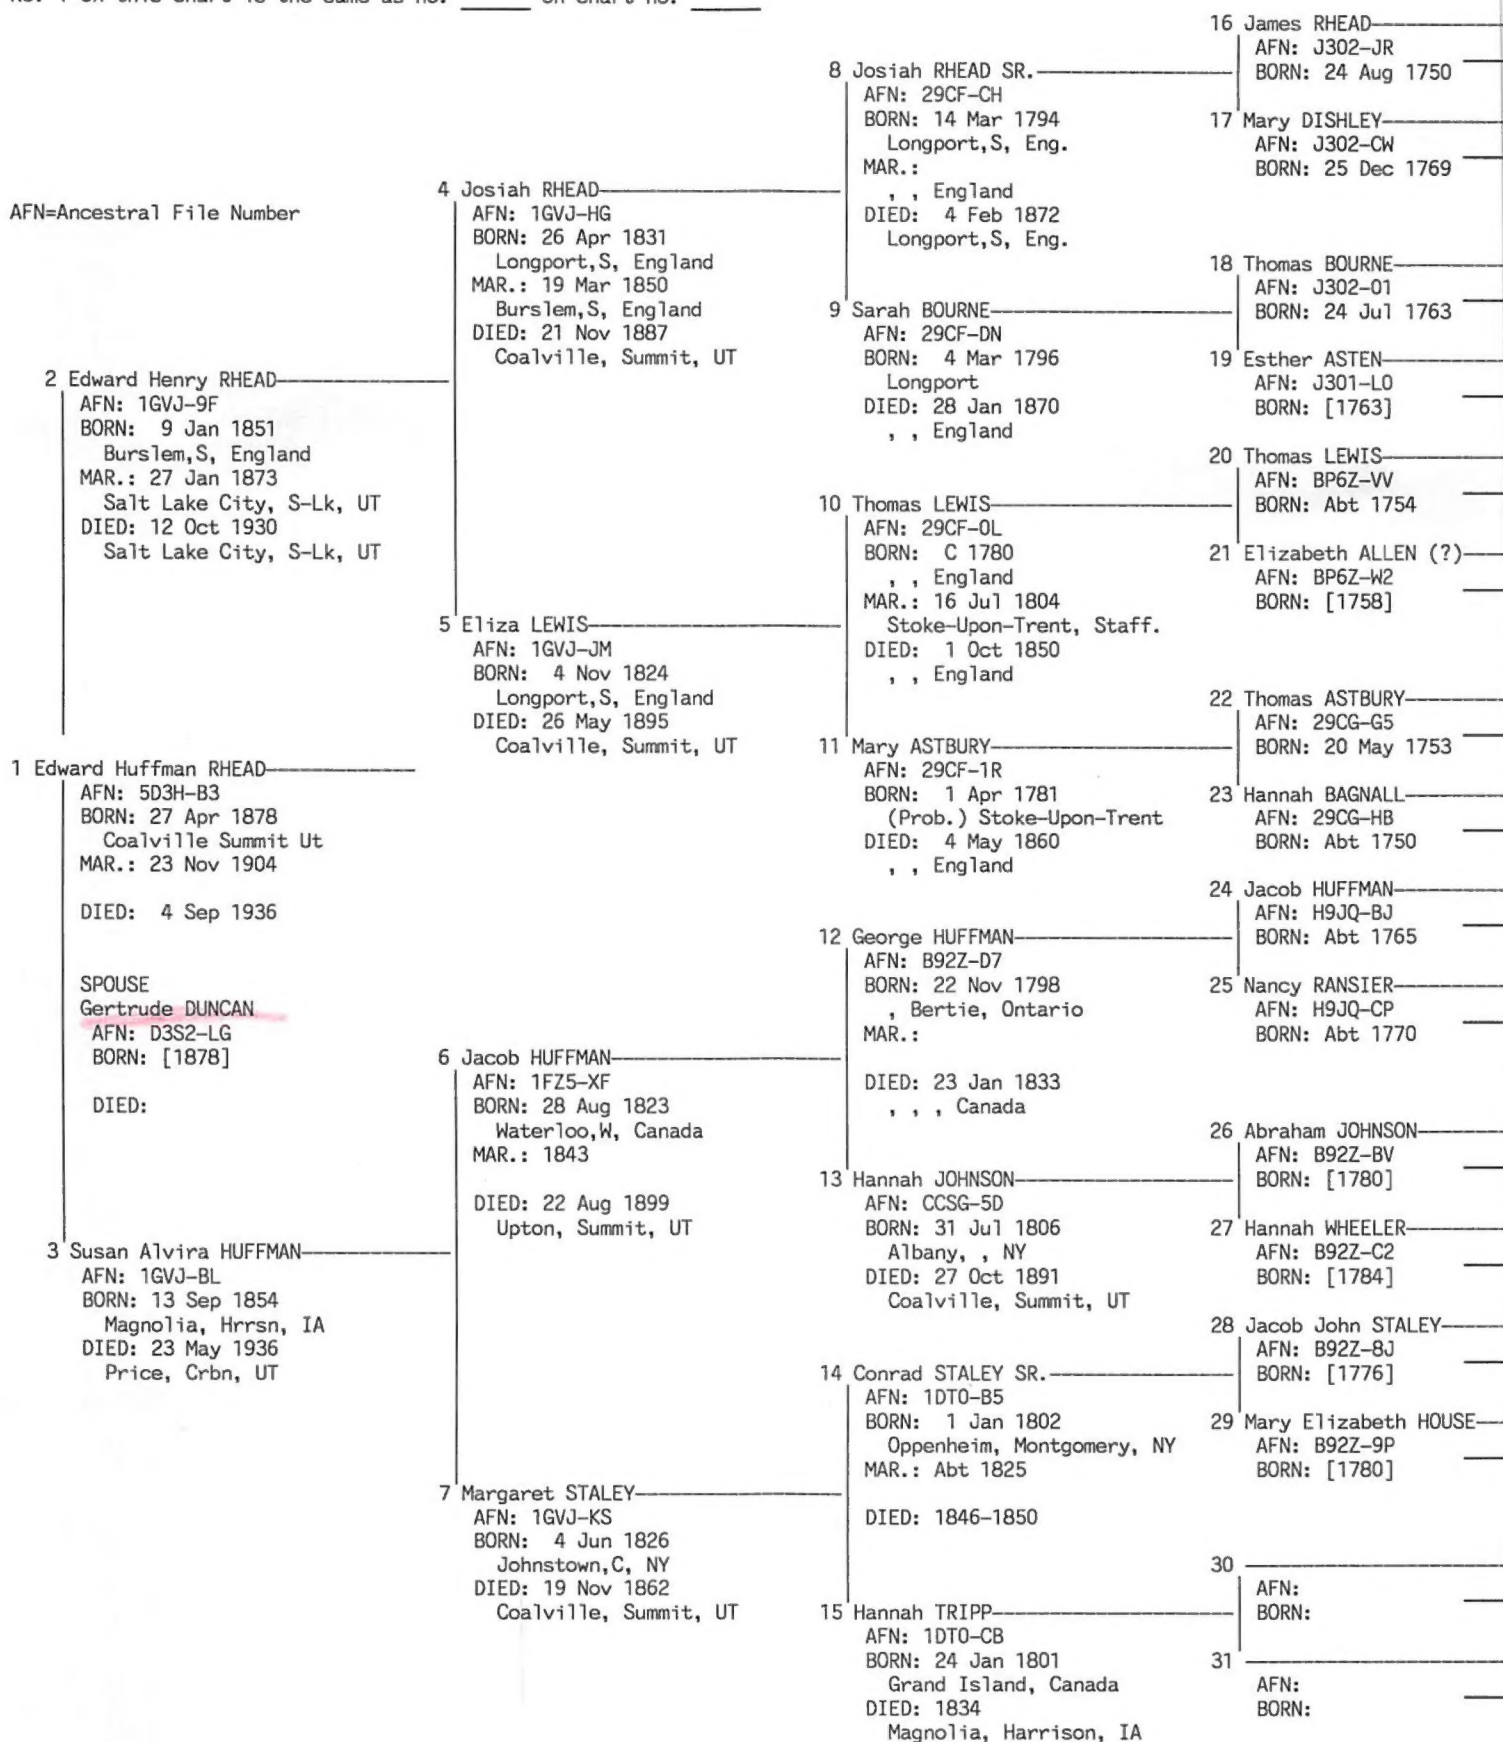 16 James RHEAD
AFN: J302-JR
BORN: 24 Aug 1750
8 Josiah RHEAD SR.
AFN: 29CF-CH
BORN: 14 Mar 1794
Longport,S, Eng.
MAR.:
, , England
DIED: 4 Feb 1872
Longport,S, Eng.
17 Mary DISHLEY
AFN: J302-CW
BORN: 25 Dec 1769
AFN=Ancestral File Number
4 Josiah RHEAD
AFN: 1GVJ-HG
BORN: 26 Apr 1831
Longport,S, England
MAR.: 19 Mar 1850
Burslem,S, England
DIED: 21 Nov 1887
Coalville, Summit, UT
18 Thomas BOURNE
AFN: J302-01
BORN: 24 Jul 1763
9 Sarah BOURNE
AFN: 29CF-DN
BORN: 4 Mar 1796
Longport
DIED: 28 Jan 1870
, , England
19 Esther ASTEN
AFN: J301-L0
BORN: [1763]
2 Edward Henry RHEAD
AFN: 1GVJ-9F
BORN: 9 Jan 1851
Burslem,S, England
MAR.: 27 Jan 1873
Salt Lake City, S-Lk, UT
DIED: 12 Oct 1930
Salt Lake City, S-Lk, UT
20 Thomas LEWIS
AFN: BP6Z-VV
BORN: Abt 1754
10 Thomas LEWIS
AFN: 29CF-0L
BORN: C 1780
, , England
MAR.: 16 Jul 1804
Stoke-Upon-Trent, Staff.
DIED: 1 Oct 1850
, , England
21 Elizabeth ALLEN (?)
AFN: BP6Z-W2
BORN: [1758]
5 Eliza LEWIS
AFN: 1GVJ-JM
BORN: 4 Nov 1824
Longport,S, England
DIED: 26 May 1895
Coalville, Summit, UT
22 Thomas ASTBURY
AFN: 29CG-G5
BORN: 20 May 1753
11 Mary ASTBURY
AFN: 29CF-1R
BORN: 1 Apr 1781
(Prob.) Stoke-Upon-Trent
DIED: 4 May 1860
, , England
23 Hannah BAGNALL
AFN: 29CG-HB
BORN: Abt 1750
1 Edward Huffman RHEAD
AFN: 5D3H-B3
BORN: 27 Apr 1878
Coalville Summit Ut
MAR.: 23 Nov 1904
DIED: 4 Sep 1936
SPOUSE
Gertrude DUNCAN
AFN: D3S2-LG
BORN: [1878]
DIED:
24 Jacob HUFFMAN
AFN: H9JQ-BJ
BORN: Abt 1765
12 George HUFFMAN
AFN: B92Z-D7
BORN: 22 Nov 1798
, Bertie, Ontario
MAR.:
DIED: 23 Jan 1833
, , , Canada
25 Nancy RANSIER
AFN: H9JQ-CP
BORN: Abt 1770
6 Jacob HUFFMAN
AFN: 1FZ5-XF
BORN: 28 Aug 1823
Waterloo,W, Canada
MAR.: 1843
DIED: 22 Aug 1899
Upton, Summit, UT
26 Abraham JOHNSON
AFN: B92Z-BV
BORN: [1780]
13 Hannah JOHNSON
AFN: CCSG-5D
BORN: 31 Jul 1806
Albany, , NY
DIED: 27 Oct 1891
Coalville, Summit, UT
27 Hannah WHEELER
AFN: B92Z-C2
BORN: [1784]
3 Susan Alvira HUFFMAN
AFN: 1GVJ-BL
BORN: 13 Sep 1854
Magnolia, Hrrsn, IA
DIED: 23 May 1936
Price, Crbn, UT
28 Jacob John STALEY
AFN: B92Z-8J
BORN: [1776]
14 Conrad STALEY SR.
AFN: 1DT0-B5
BORN: 1 Jan 1802
Oppenheim, Montgomery, NY
MAR.: Abt 1825
DIED: 1846-1850
29 Mary Elizabeth HOUSE
AFN: B92Z-9P
BORN: [1780]
7 Margaret STALEY
AFN: 1GVJ-KS
BORN: 4 Jun 1826
Johnstown,C, NY
DIED: 19 Nov 1862
Coalville, Summit, UT
30
AFN:
BORN:
15 Hannah TRIPP
AFN: 1DT0-CB
BORN: 24 Jan 1801
Grand Island, Canada
DIED: 1834
Magnolia, Harrison, IA
31
AFN:
BORN: